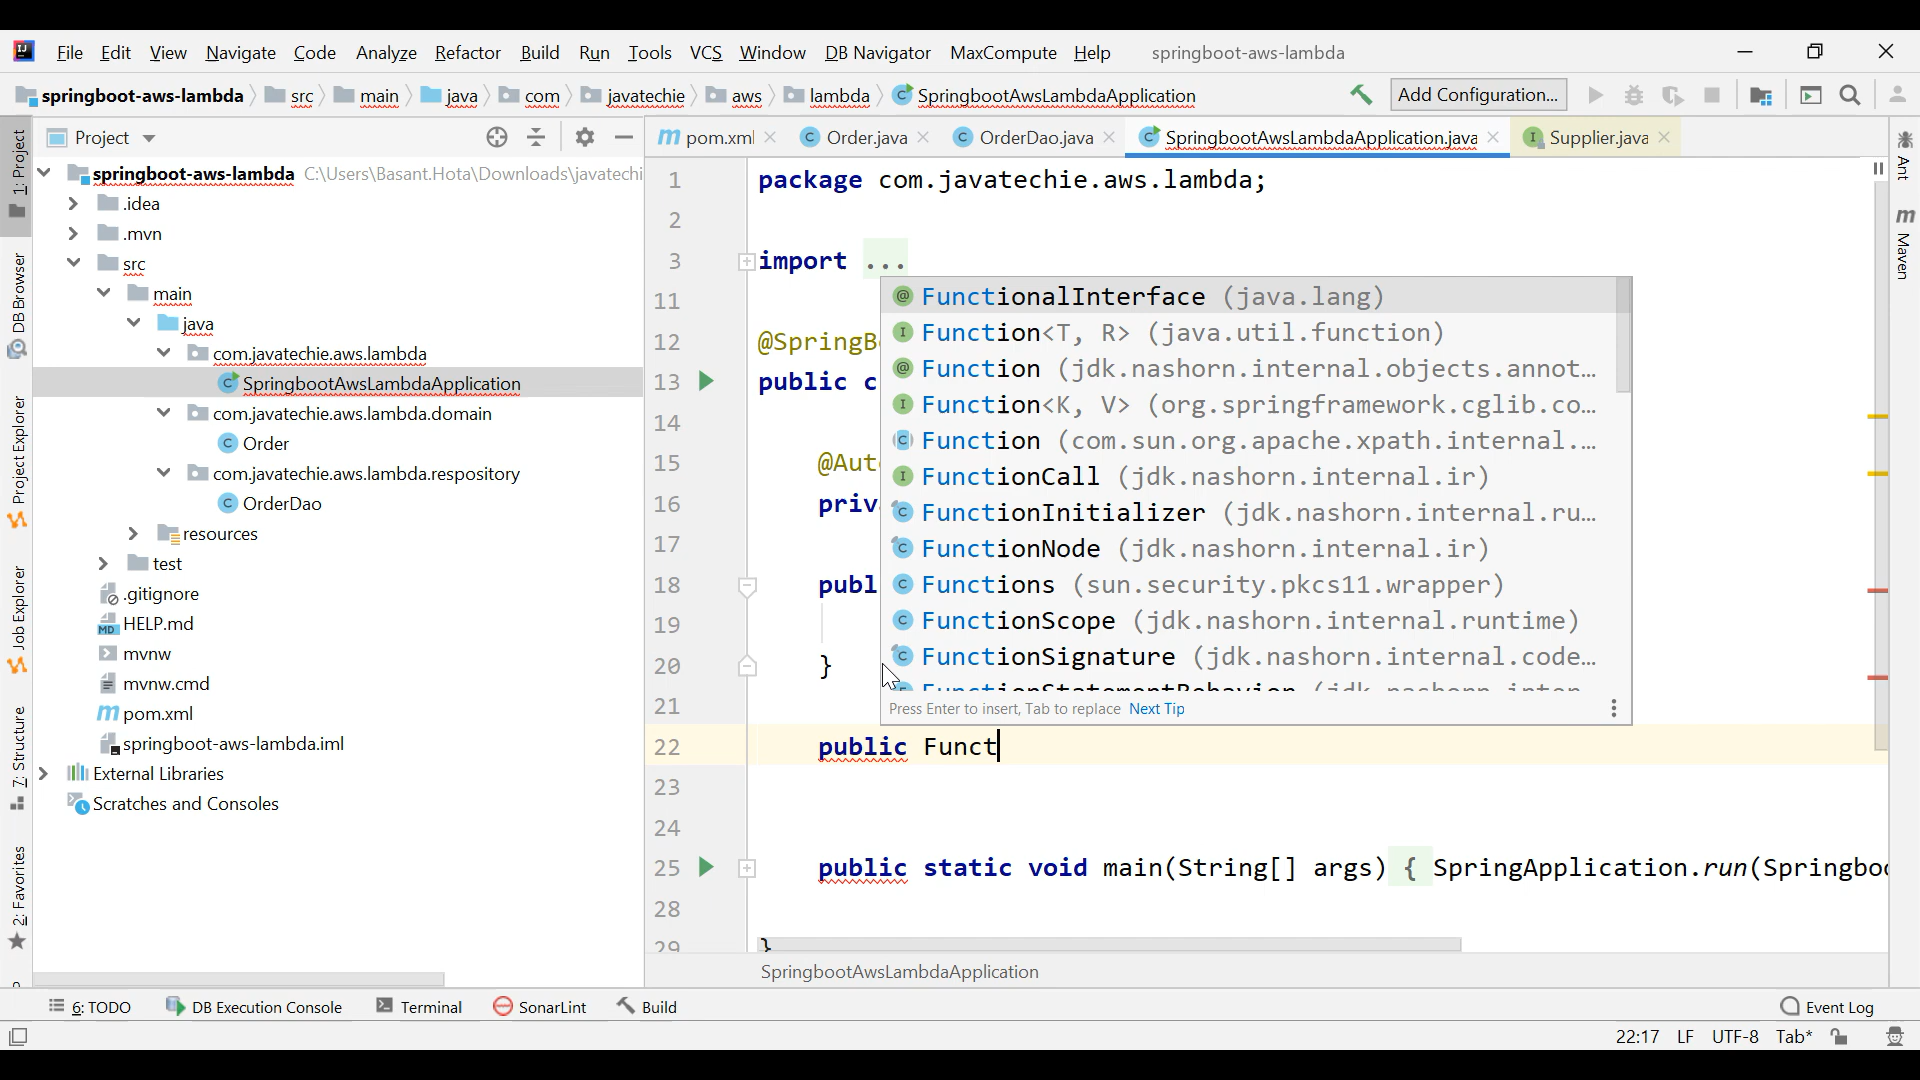 File Edit View Navigate Code Analyze Refactor Build Run Tools VCS Window DB Navigator MaxCompute Help springboot-aws-lambda
springboot-aws-lambda src main java com javatechie aws lambda SpringbootAwsLambdaApplication Add Configuration...
Project
pom.xml Order.java OrderDao.java SpringbootAwsLambdaApplication.java Supplier.java
1: Project
DB Browser
Project Explorer
Job Explorer
7: Structure
2: Favorites
springboot-aws-lambda C:\Users\Basant.Hota\Downloads\javatechi
.idea
.mvn
src
main
java
com.javatechie.aws.lambda
SpringbootAwsLambdaApplication
com.javatechie.aws.lambda.domain
Order
com.javatechie.aws.lambda.respository
OrderDao
resources
test
.gitignore
HELP.md
mvnw
mvnw.cmd
pom.xml
springboot-aws-lambda.iml
External Libraries
Scratches and Consoles
1 package com.javatechie.aws.lambda;
2
3 import ...
11
12 @SpringB
13 public c
14
15 @Aut
16 priv
17
18 publ
19
20 }
21
22 public Funct
23
24
25 public static void main(String[] args) { SpringApplication.run(Springbo
28
29 }
FunctionalInterface (java.lang)
Function<T, R> (java.util.function)
Function (jdk.nashorn.internal.objects.annot...
Function<K, V> (org.springframework.cglib.co...
Function (com.sun.org.apache.xpath.internal....
FunctionCall (jdk.nashorn.internal.ir)
FunctionInitializer (jdk.nashorn.internal.ru...
FunctionNode (jdk.nashorn.internal.ir)
Functions (sun.security.pkcs11.wrapper)
FunctionScope (jdk.nashorn.internal.runtime)
FunctionSignature (jdk.nashorn.internal.code...
Press Enter to insert, Tab to replace Next Tip
Ant
Maven
SpringbootAwsLambdaApplication
6: TODO DB Execution Console Terminal SonarLint Build Event Log
22:17 LF UTF-8 Tab*